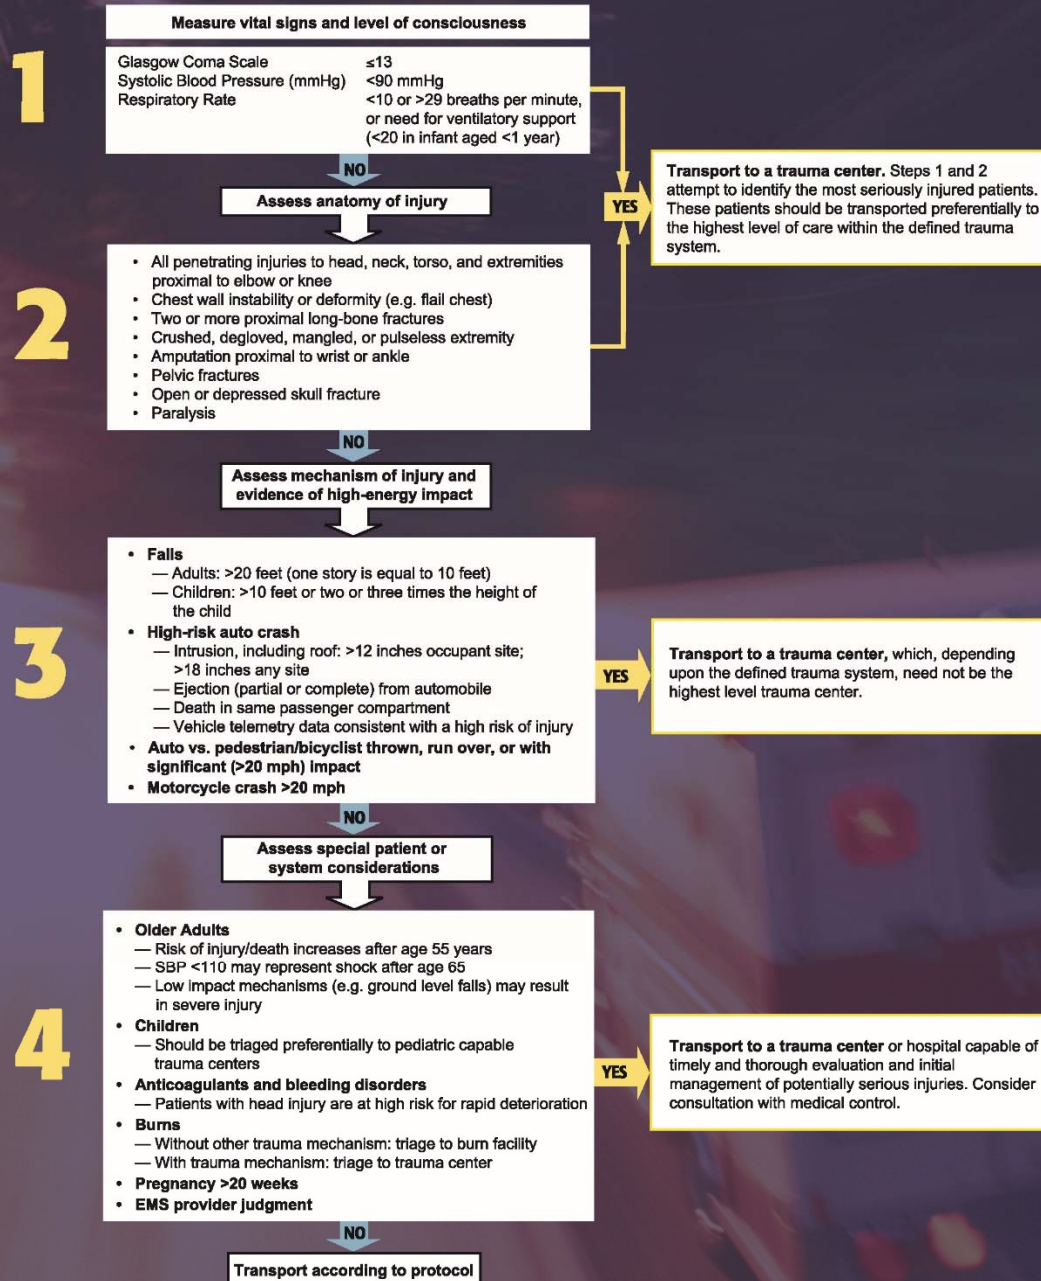 1
Measure vital signs and level of consciousness
Glasgow Coma Scale ≤13
Systolic Blood Pressure (mmHg) <90 mmHg
Respiratory Rate <10 or >29 breaths per minute,
or need for ventilatory support
(<20 in infant aged <1 year)
NO
YES
Transport to a trauma center. Steps 1 and 2
attempt to identify the most seriously injured patients.
These patients should be transported preferentially to
the highest level of care within the defined trauma
system.
Assess anatomy of injury
2
• All penetrating injuries to head, neck, torso, and extremities
proximal to elbow or knee
• Chest wall instability or deformity (e.g. flail chest)
• Two or more proximal long-bone fractures
• Crushed, degloved, mangled, or pulseless extremity
• Amputation proximal to wrist or ankle
• Pelvic fractures
• Open or depressed skull fracture
• Paralysis
NO
Assess mechanism of injury and
evidence of high-energy impact
3
• Falls
— Adults: >20 feet (one story is equal to 10 feet)
— Children: >10 feet or two or three times the height of
the child
• High-risk auto crash
— Intrusion, including roof: >12 inches occupant site;
>18 inches any site
— Ejection (partial or complete) from automobile
— Death in same passenger compartment
— Vehicle telemetry data consistent with a high risk of injury
• Auto vs. pedestrian/bicyclist thrown, run over, or with
significant (>20 mph) impact
• Motorcycle crash >20 mph
YES
Transport to a trauma center, which, depending
upon the defined trauma system, need not be the
highest level trauma center.
NO
Assess special patient or
system considerations
4
• Older Adults
— Risk of injury/death increases after age 55 years
— SBP <110 may represent shock after age 65
— Low impact mechanisms (e.g. ground level falls) may result
in severe injury
• Children
— Should be triaged preferentially to pediatric capable
trauma centers
• Anticoagulants and bleeding disorders
— Patients with head injury are at high risk for rapid deterioration
• Burns
— Without other trauma mechanism: triage to burn facility
— With trauma mechanism: triage to trauma center
• Pregnancy >20 weeks
• EMS provider judgment
YES
Transport to a trauma center or hospital capable of
timely and thorough evaluation and initial
management of potentially serious injuries. Consider
consultation with medical control.
NO
Transport according to protocol